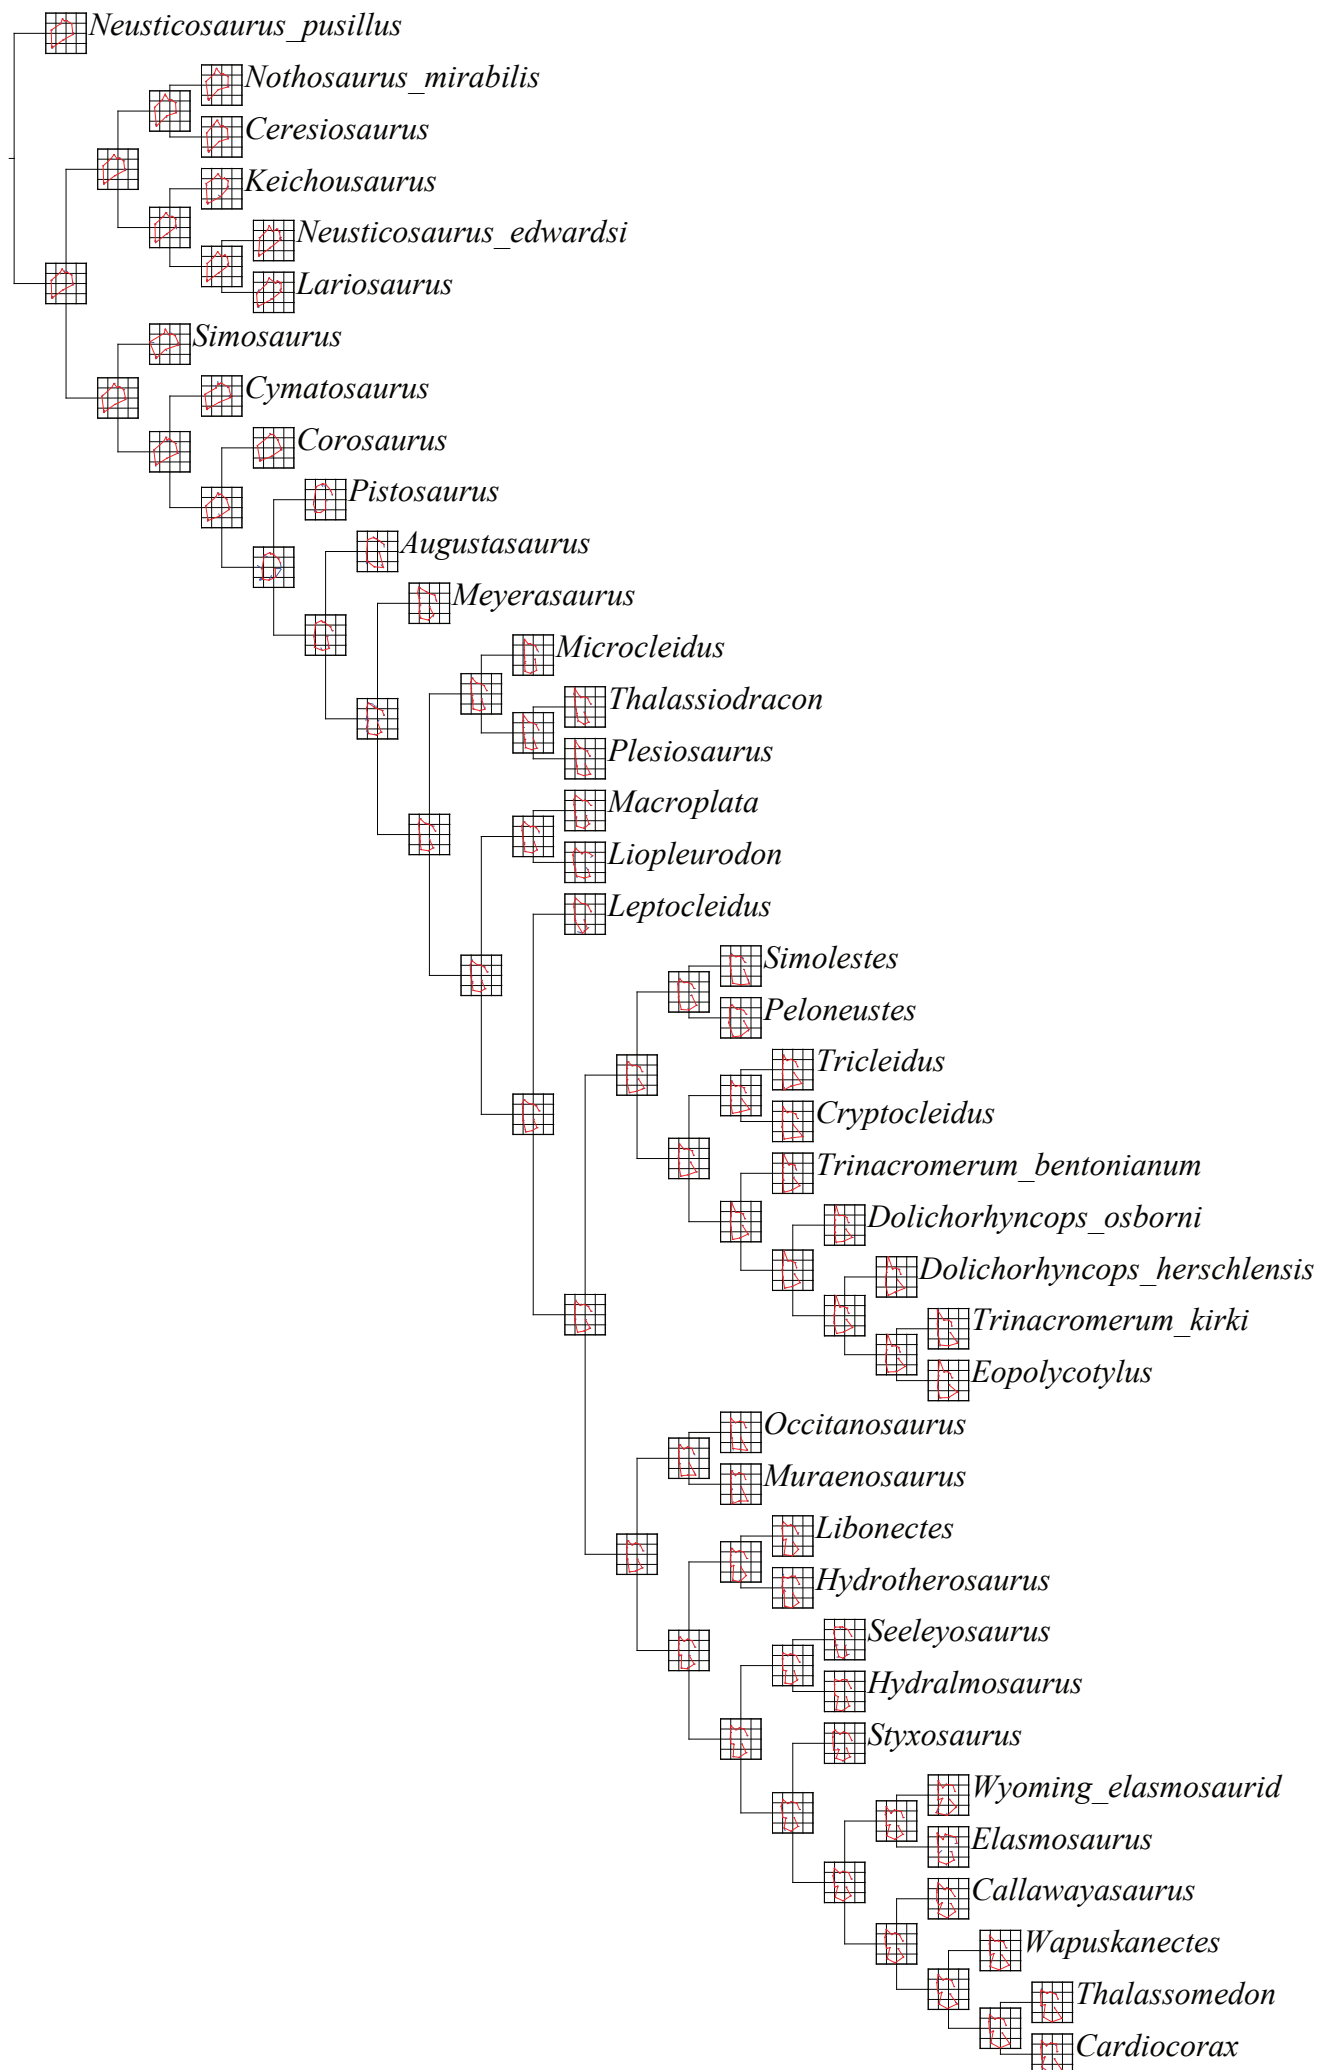 Neusticosaurus_pusillus
Nothosaurus_mirabilis
Ceresiosaurus
Keichousaurus
Neusticosaurus_edwardsi
Lariosaurus
Simosaurus
Cymatosaurus
Corosaurus
Pistosaurus
Augustasaurus
Meyerasaurus
Microcleidus
Thalassiodracon
Plesiosaurus
Macroplata
Liopleurodon
Leptocleidus
Simolestes
Peloneustes
Tricleidus
Cryptocleidus
Trinacromerum_bentonianum
Dolichorhyncops_osborni
Dolichorhyncops_herschlensis
Trinacromerum_kirki
Eopolycotylus
Occitanosaurus
Muraenosaurus
Libonectes
Hydrotherosaurus
Seeleyosaurus
Hydralmosaurus
Styxosaurus
Wyoming_elasmosaurid
Elasmosaurus
Callawayasaurus
Wapuskanectes
Thalassomedon
Cardiocorax